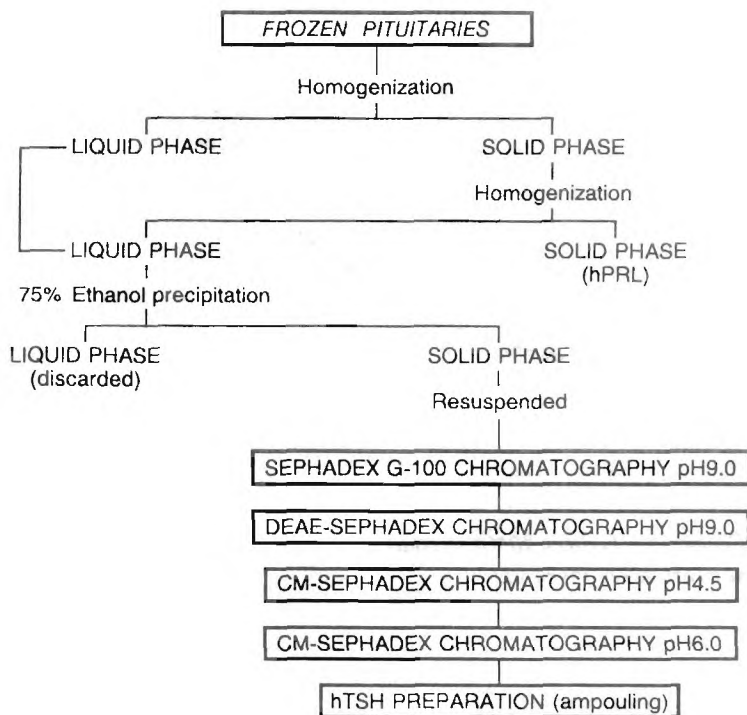 FROZEN PITUITARIES
Homogenization
LIQUID PHASE
SOLID PHASE
Homogenization
LIQUID PHASE
SOLID PHASE
(hPRL)
75% Ethanol precipitation
LIQUID PHASE
(discarded)
SOLID PHASE
Resuspended
SEPHADEX G-100 CHROMATOGRAPHY pH9.0
DEAE-SEPHADEX CHROMATOGRAPHY pH9.0
CM-SEPHADEX CHROMATOGRAPHY pH4.5
CM-SEPHADEX CHROMATOGRAPHY pH6.0
hTSH PREPARATION (ampouling)